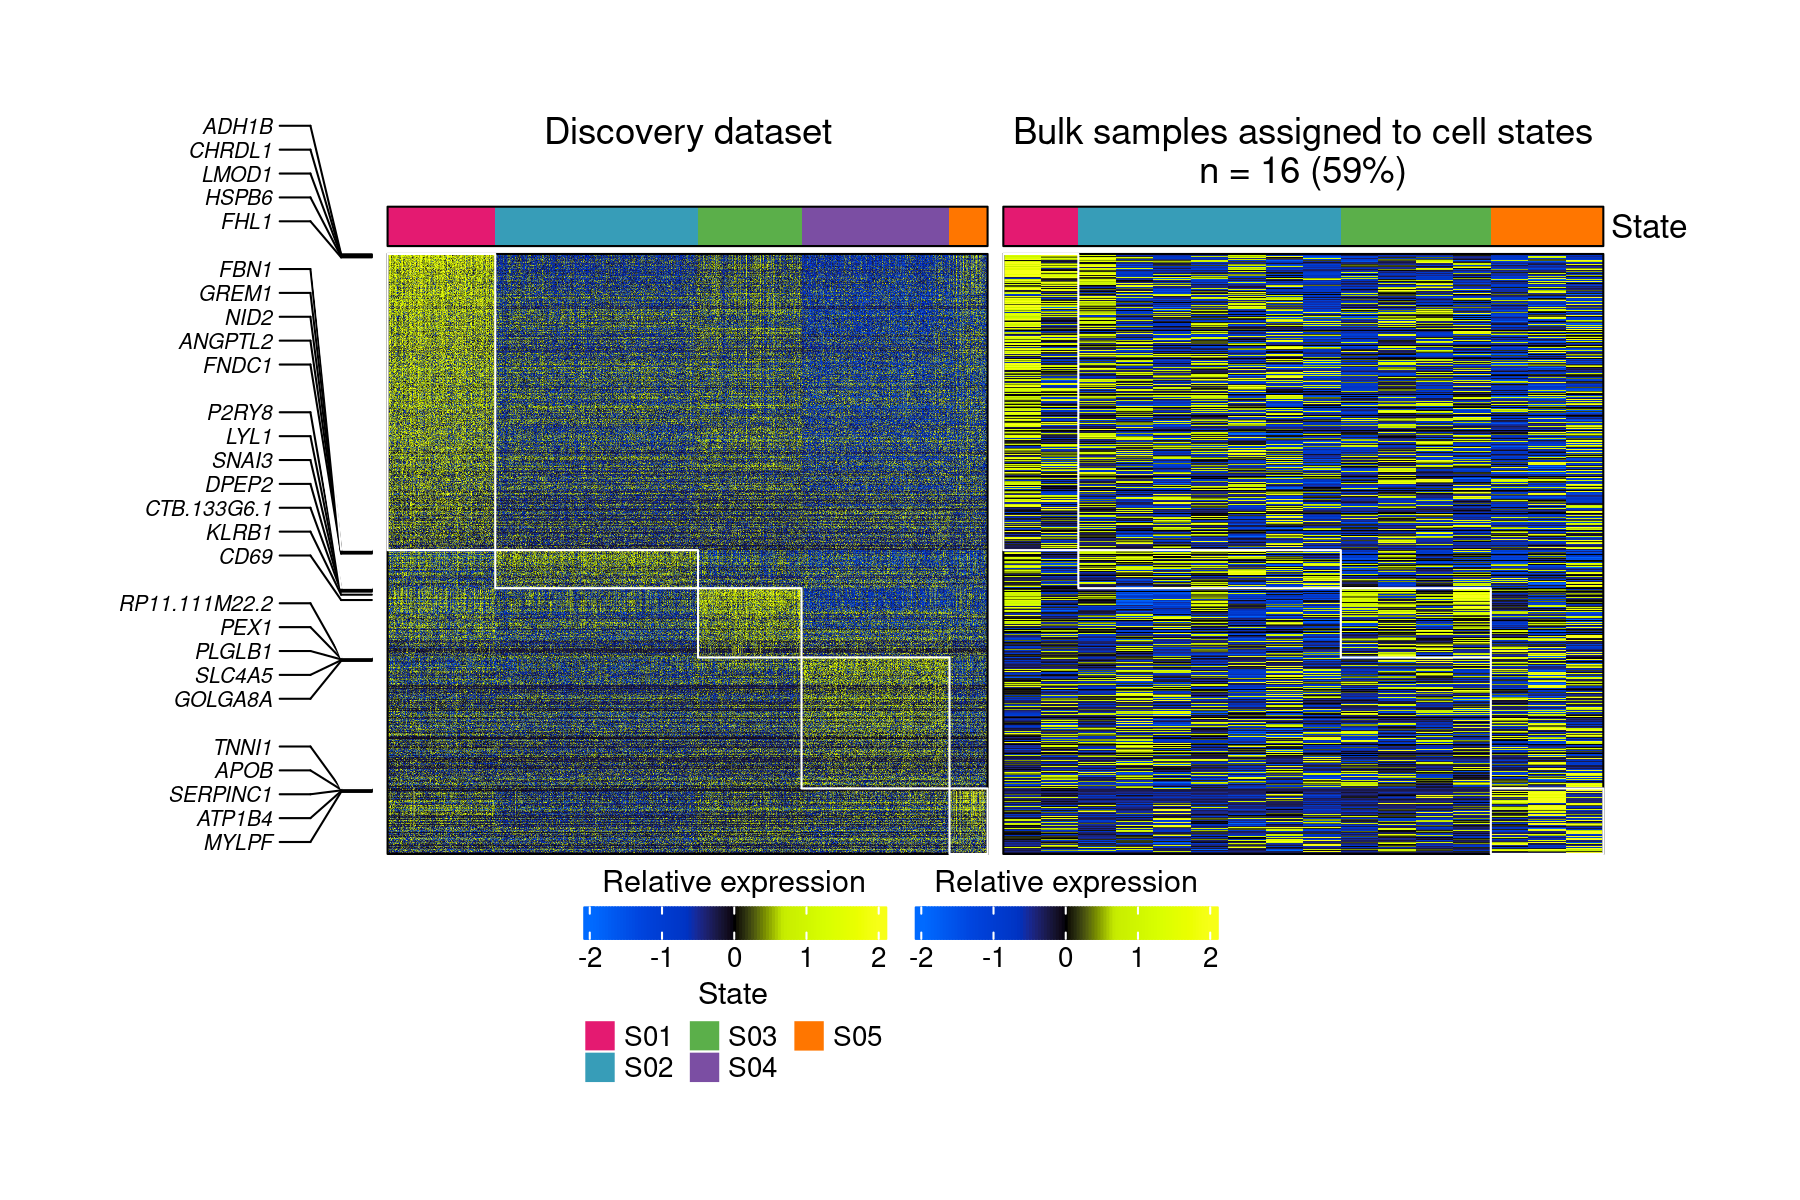 Discovery dataset
Bulk samples assigned to cell states
n = 16 (59%)
State
ADH1B
CHRDL1
LMOD1
HSPB6
FHL1
FBN1
GREM1
NID2
ANGPTL2
FNDC1
P2RY8
LYL1
SNAI3
DPEP2
CTB.133G6.1
KLRB1
CD69
RP11.111M22.2
PEX1
PLGLB1
SLC4A5
GOLGA8A
TNNI1
APOB
SERPINC1
ATP1B4
MYLPF
Relative expression
-2 -1 0 1 2
Relative expression
-2 -1 0 1 2
State
S01 S03 S05
S02 S04